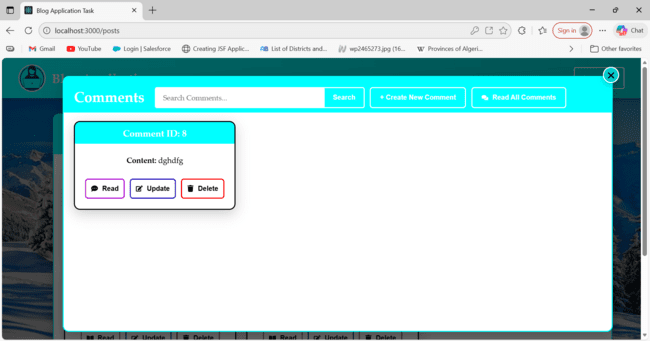 Blog Application Task
localhost:3000/posts
Sign in
Chat
Gmail
YouTube
Login | Salesforce
Creating JSF Applic...
List of Districts and...
wp2465273.jpg (16...
Provinces of Algeri...
Other favorites
Comments
Search Comments...
Search
+ Create New Comment
Read All Comments
Comment ID: 8
Content: dghdfg
Read
Update
Delete
Read
Update
Delete
Read
Update
Delete